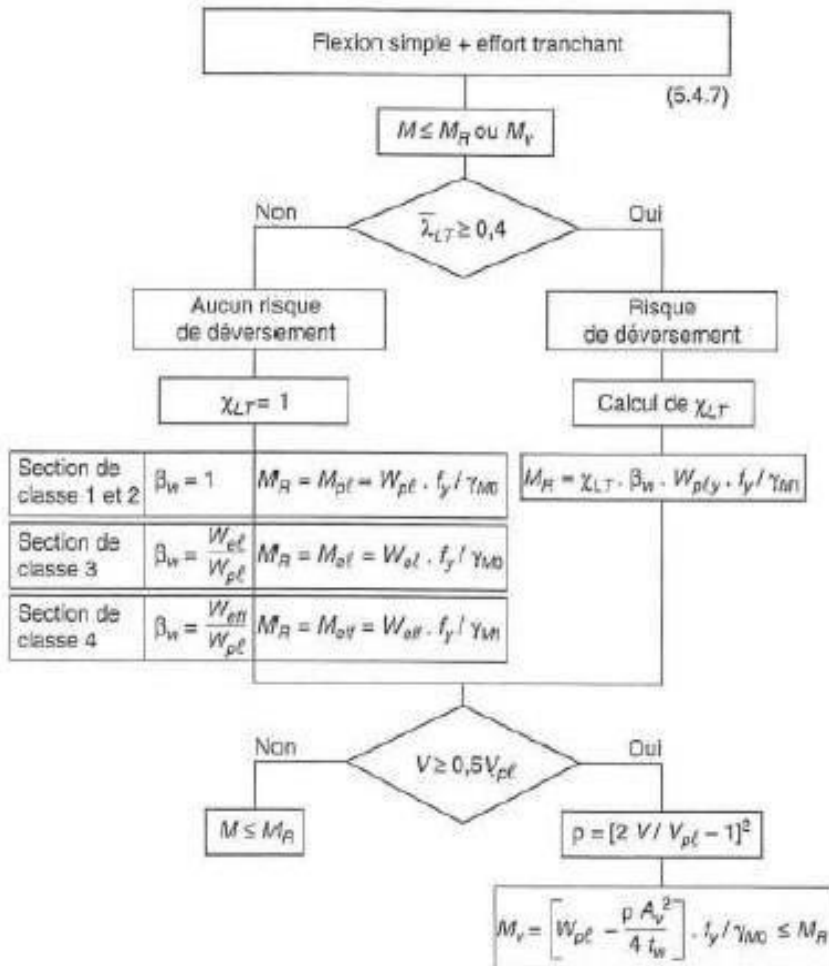 Flexion simple + effort tranchant
(5.4.7)
M ≤ M_R ou M_v
Non
λ̄_LT ≥ 0,4
Oui
Aucun risque
de déversement
Risque
de déversement
χ_LT = 1
Calcul de χ_LT
Section de
classe 1 et 2
β_w = 1
M_R = M_pℓ = W_pℓ . f_y / γ_M0
M_R = χ_LT . β_w . W_pℓ.y . f_y / γ_M1
Section de
classe 3
β_w = W_eℓ / W_pℓ
M_R = M_eℓ = W_eℓ . f_y / γ_M0
Section de
classe 4
β_w = W_eff / W_pℓ
M_R = M_eff = W_eff . f_y / γ_M1
Non
V ≥ 0,5V_pℓ
Oui
M ≤ M_R
ρ = [2 V / V_pℓ − 1]²
M_v = [W_pℓ − ρ A_v² / 4 t_w] . f_y / γ_M0 ≤ M_R